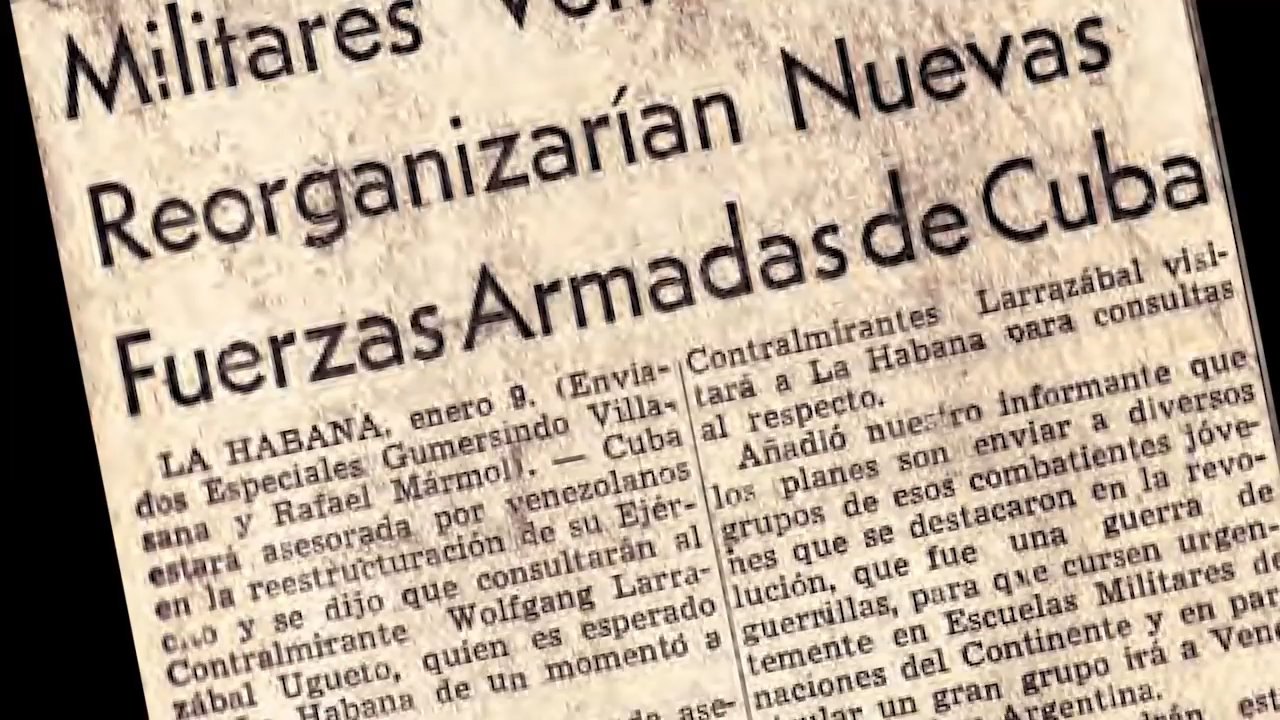 Militares
Reorganizarían Nuevas
Fuerzas Armadas de Cuba
LA HABANA, enero 9. (Envia-
dos Especiales Gumersindo Villa-
sana y Rafael Mármol). — Cuba
estará asesorada por venezolanos
en la reestructuración de su Ejér-
y se dijo que consultarán al
Contralmirante Wolfgang Larra-
zábal Ugueto, quien es esperado
Habana de un momento a
ase-
Contralmirantes Larrazábal visi-
tará a La Habana para consultas
al respecto.
Añadió nuestro informante que
los planes son enviar a diversos
grupos de esos combatientes jóve-
nes que se destacaron en la revo-
lución, que fue una guerra de
guerrillas, para que cursen urgen-
temente en Escuelas Militares de
naciones del Continente y en par
un gran grupo irá a Vene
Argentina.
est